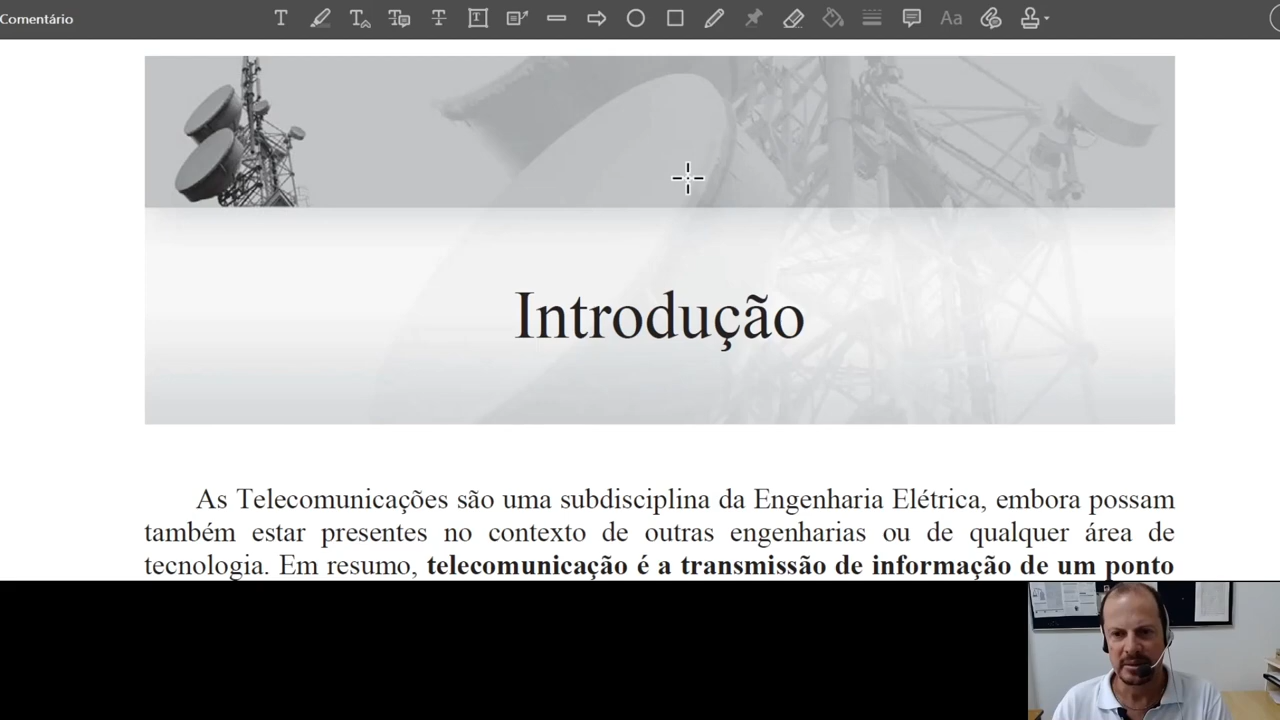 Comentário
Introdução
As Telecomunicações são uma subdisciplina da Engenharia Elétrica, embora possam
também estar presentes no contexto de outras engenharias ou de qualquer área de
tecnologia. Em resumo, telecomunicação é a transmissão de informação de um ponto